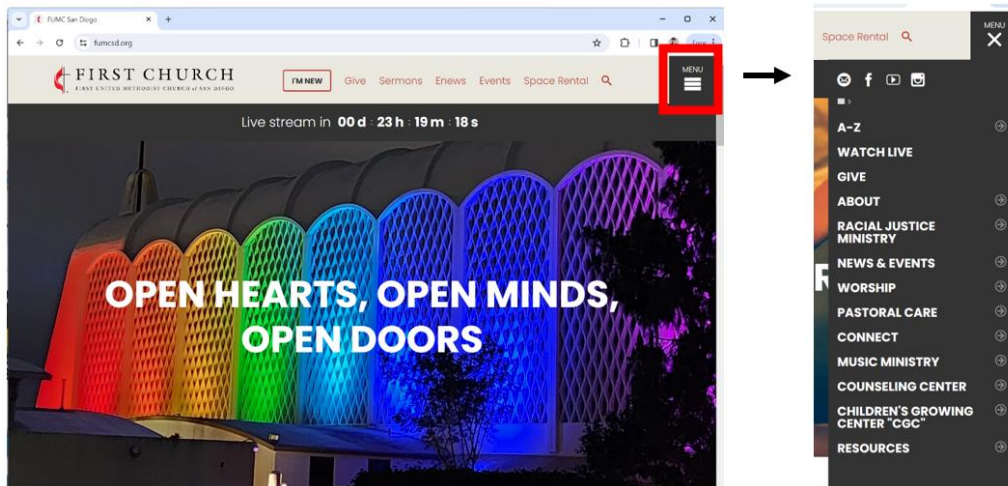 FUMC San Diego
fumcsd.org
FIRST CHURCH
FIRST UNITED METHODIST CHURCH of SAN DIEGO
I'M NEW Give Sermons Enews Events Space Rental
MENU
Live stream in 00 d : 23 h : 19 m : 18 s
OPEN HEARTS, OPEN MINDS,
OPEN DOORS
Space Rental
MENU
A-Z
WATCH LIVE
GIVE
ABOUT
RACIAL JUSTICE
MINISTRY
NEWS & EVENTS
WORSHIP
PASTORAL CARE
CONNECT
MUSIC MINISTRY
COUNSELING CENTER
CHILDREN'S GROWING
CENTER "CGC"
RESOURCES